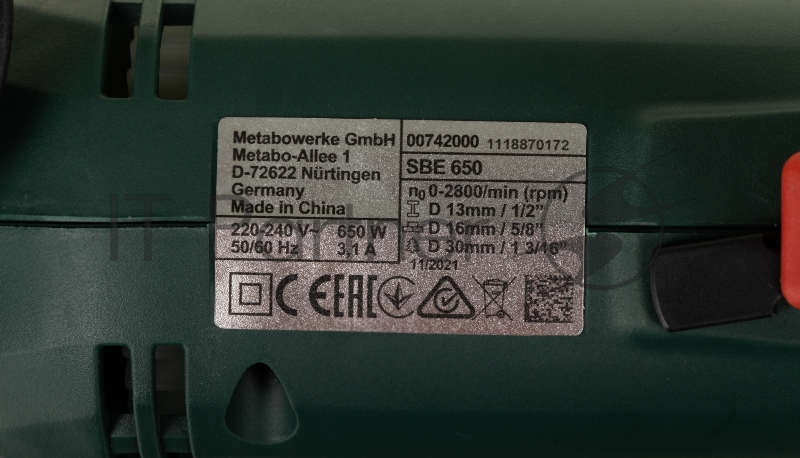 Metabowerke GmbH
Metabo-Allee 1
D-72622 Nürtingen
Germany
Made in China
220-240 V~ 650 W
50/60 Hz 3,1 A
00742000 1118870172
SBE 650
n0 0-2800/min (rpm)
D 13mm / 1/2"
D 16mm / 5/8"
D 30mm / 1 3/16"
11/2021
CE EAC